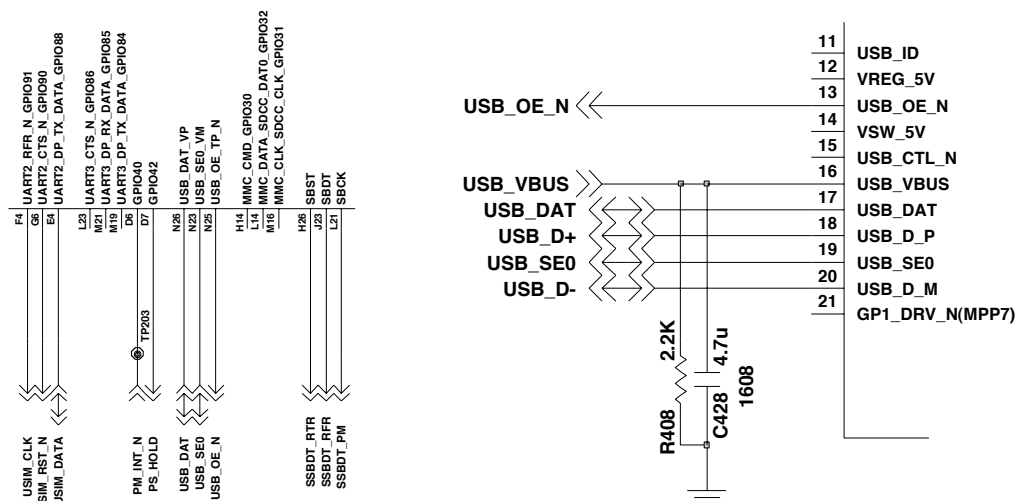 UART2_RFR_N_GPIO91
UART2_CTS_N_GPIO90
UART2_DP_TX_DATA_GPIO88
UART3_CTS_N_GPIO86
UART3_DP_RX_DATA_GPIO85
UART3_DP_TX_DATA_GPIO84
GPIO40
GPIO42
USB_DAT_VP
USB_SE0_VM
USB_OE_TP_N
MMC_CMD_GPIO30
MMC_DATA_SDCC_DAT0_GPIO32
MMC_CLK_SDCC_CLK_GPIO31
SBST
SBDT
SBCK
F4
G6
E4
L23
M21
M19
D6
D7
N26
N23
N25
H14
L14
M16
H26
J23
L21
TP203
USIM_CLK
SIM_RST_N
USIM_DATA
PM_INT_N
PS_HOLD
USB_DAT
USB_SE0
USB_OE_N
SSBDT_RTR
SSBDT_RFR
SSBDT_PM
11 USB_ID
12 VREG_5V
USB_OE_N 13 USB_OE_N
14 VSW_5V
15 USB_CTL_N
USB_VBUS 16 USB_VBUS
USB_DAT 17 USB_DAT
USB_D+ 18 USB_D_P
USB_SE0 19 USB_SE0
USB_D- 20 USB_D_M
21 GP1_DRV_N(MPP7)
R408 2.2K
C428 4.7u
1608